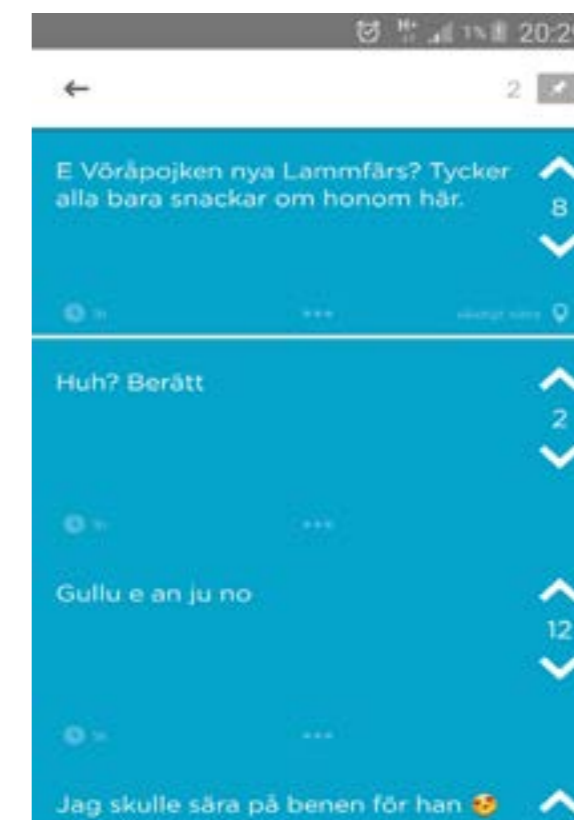 1% 20:2
2
E Vöråpojken nya Lammfärs? Tycker
alla bara snackar om honom här.
8
Huh? Berätt
2
Gullu e an ju no
12
Jag skulle sära på benen för han 😍